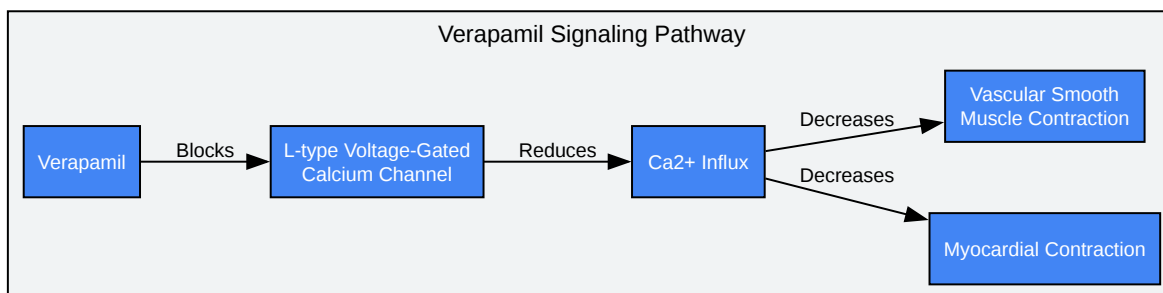 Verapamil Signaling Pathway
Verapamil
Blocks
L-type Voltage-Gated
Calcium Channel
Reduces
Ca2+ Influx
Decreases
Vascular Smooth
Muscle Contraction
Decreases
Myocardial Contraction